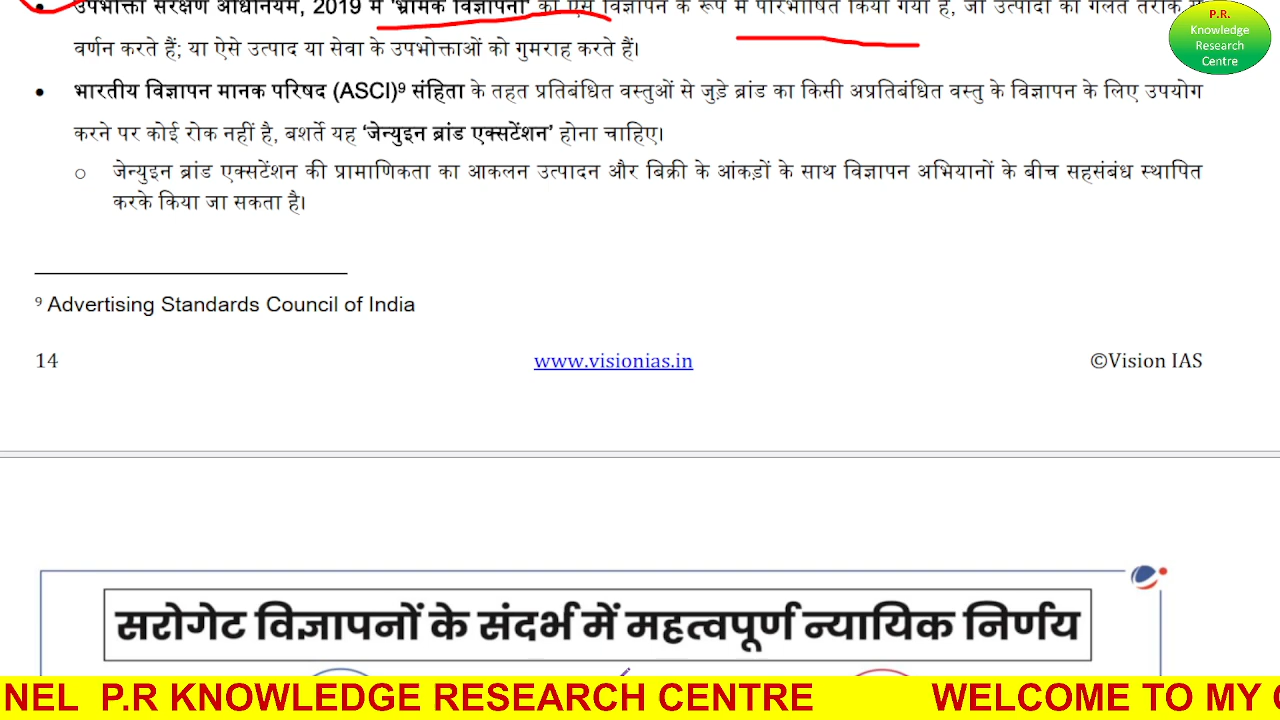 उपभोक्ता संरक्षण अधिनियम, 2019 में 'भ्रामक विज्ञापनों' को ऐसे विज्ञापन के रूप में परिभाषित किया गया है, जो उत्पादों का गलत तरीके से
वर्णन करते हैं; या ऐसे उत्पाद या सेवा के उपभोक्ताओं को गुमराह करते हैं।
भारतीय विज्ञापन मानक परिषद (ASCI)⁹ संहिता के तहत प्रतिबंधित वस्तुओं से जुड़े ब्रांड का किसी अप्रतिबंधित वस्तु के विज्ञापन के लिए उपयोग
करने पर कोई रोक नहीं है, बशर्ते यह 'जेन्युइन ब्रांड एक्सटेंशन' होना चाहिए।
जेन्युइन ब्रांड एक्सटेंशन की प्रामाणिकता का आकलन उत्पादन और बिक्री के आंकड़ों के साथ विज्ञापन अभियानों के बीच सहसंबंध स्थापित
करके किया जा सकता है।
⁹ Advertising Standards Council of India
14 www.visionias.in ©Vision IAS
सरोगेट विज्ञापनों के संदर्भ में महत्वपूर्ण न्यायिक निर्णय
P.R.
Knowledge
Research
Centre
NEL P.R KNOWLEDGE RESEARCH CENTRE WELCOME TO MY